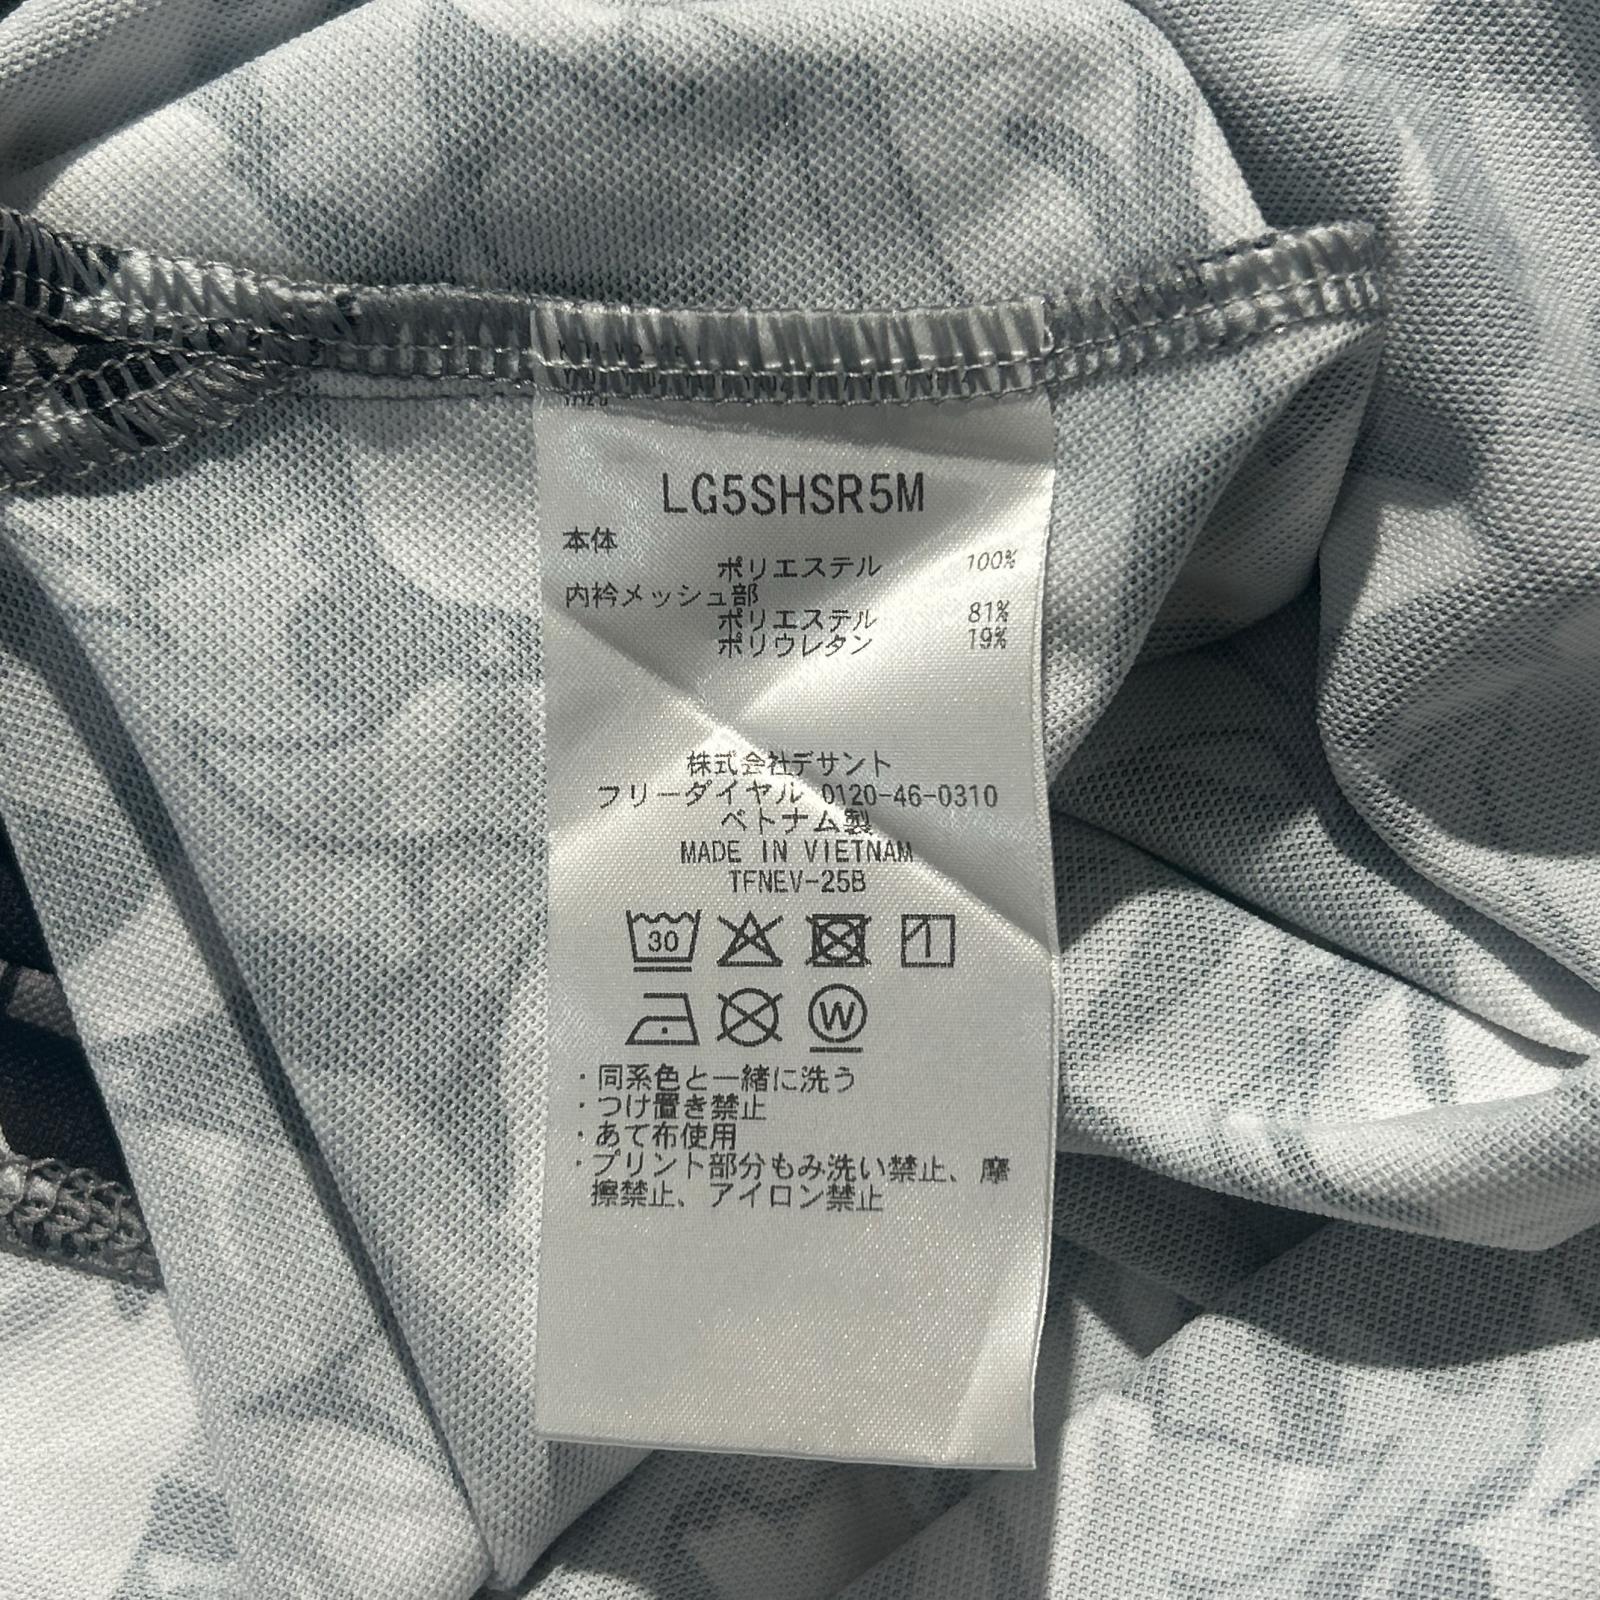 LG5SHSR5M
本体
ポリエステル 100%
内衿メッシュ部
ポリエステル 81%
ポリウレタン 19%
株式会社デサント
フリーダイヤル 0120-46-0310
ベトナム製
MADE IN VIETNAM
TFNEV-25B
30
W
・同系色と一緒に洗う
・つけ置き禁止
・あて布使用
・プリント部分もみ洗い禁止、摩
擦禁止、アイロン禁止